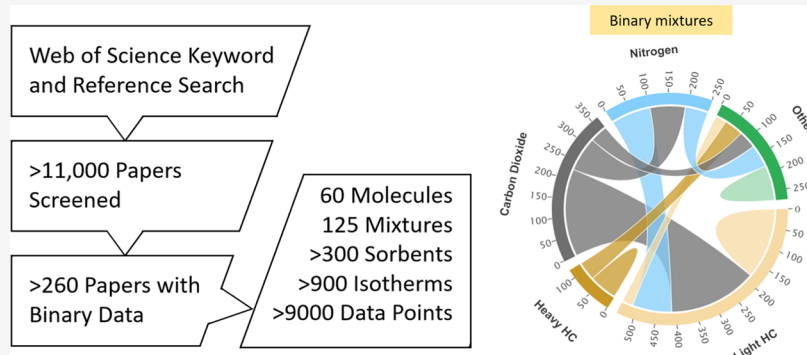 Web of Science Keyword
and Reference Search
>11,000 Papers
Screened
>260 Papers with
Binary Data
60 Molecules
125 Mixtures
>300 Sorbents
>900 Isotherms
>9000 Data Points
Binary mixtures
Nitrogen
0
50
100
150
200
250
0
50
100
150
200
250
Carbon Dioxide
0
50
100
150
200
250
300
350
Heavy HC
0
50
100
Light HC
0
50
100
150
200
250
300
350
400
450
500